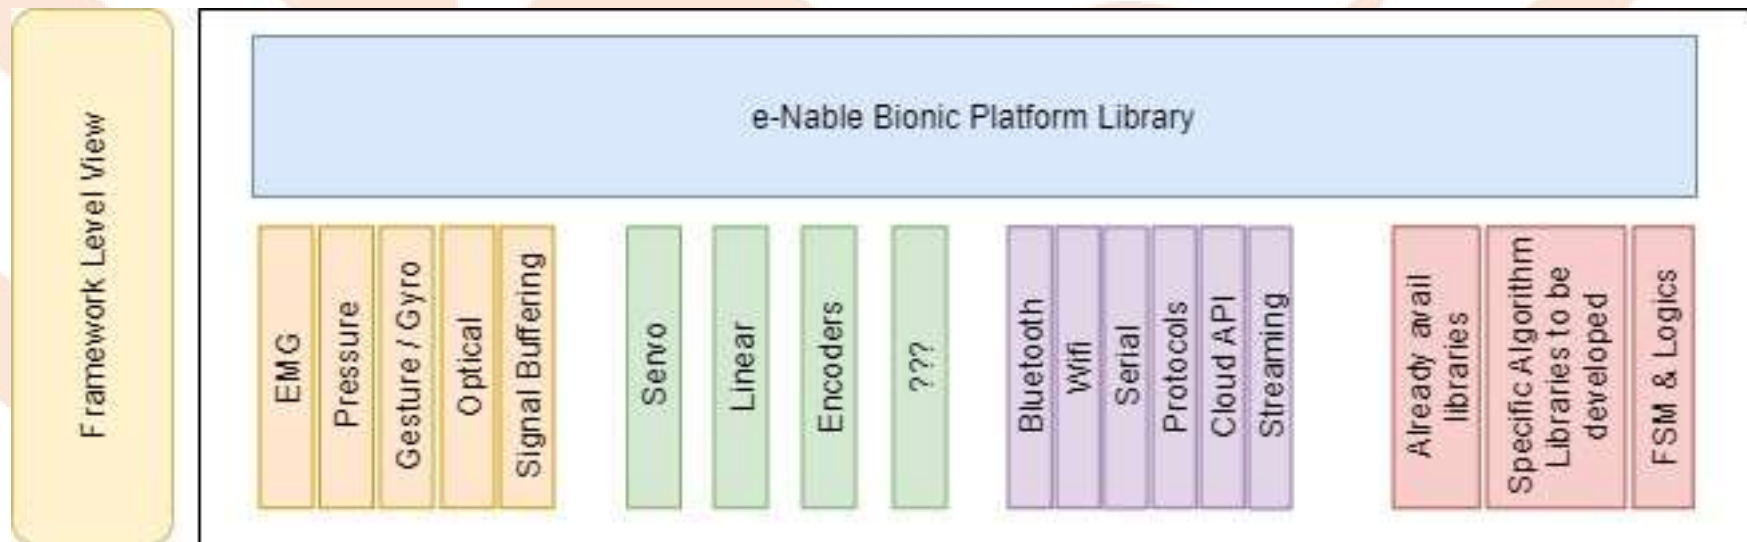 Framework Level View
e-Nable Bionic Platform Library
EMG
Pressure
Gesture / Gyro
Optical
Signal Buffering
Servo
Linear
Encoders
???
Bluetooth
Wifi
Serial
Protocols
Cloud API
Streaming
Already avail
libraries
Specific Algorithm
Libraries to be
developed
FSM & Logics